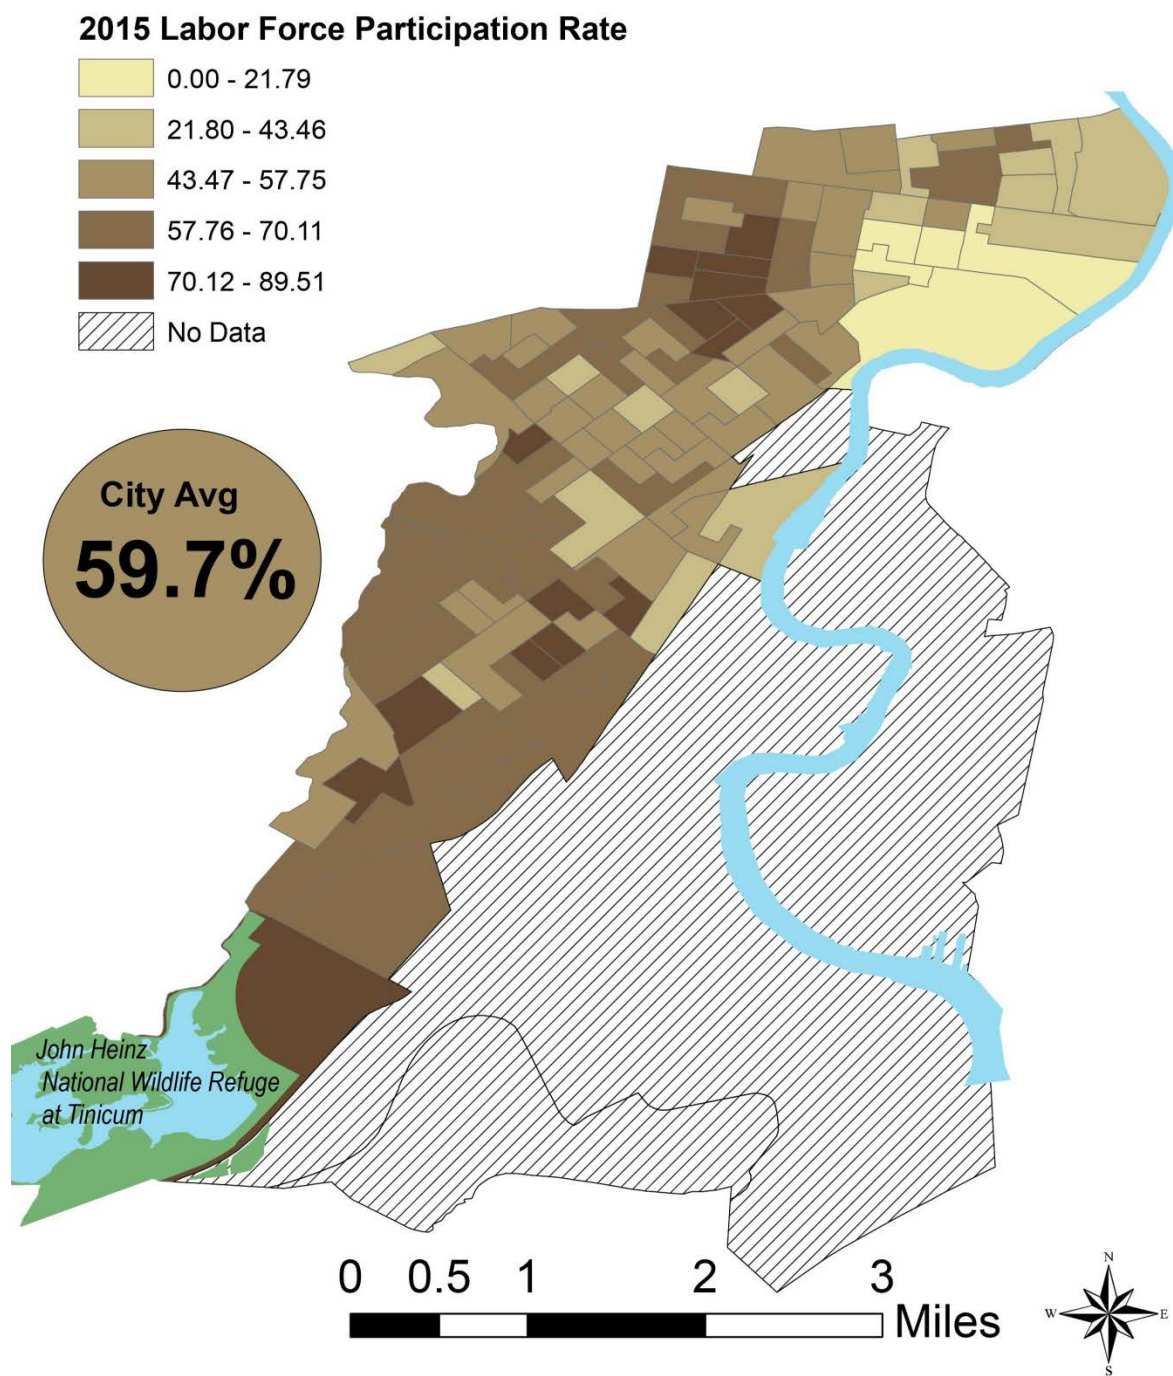 2015 Labor Force Participation Rate
0.00 - 21.79
21.80 - 43.46
43.47 - 57.75
57.76 - 70.11
70.12 - 89.51
No Data
City Avg
59.7%
John Heinz
National Wildlife Refuge
at Tinicum
0 0.5 1 2 3
Miles
N
W E
S